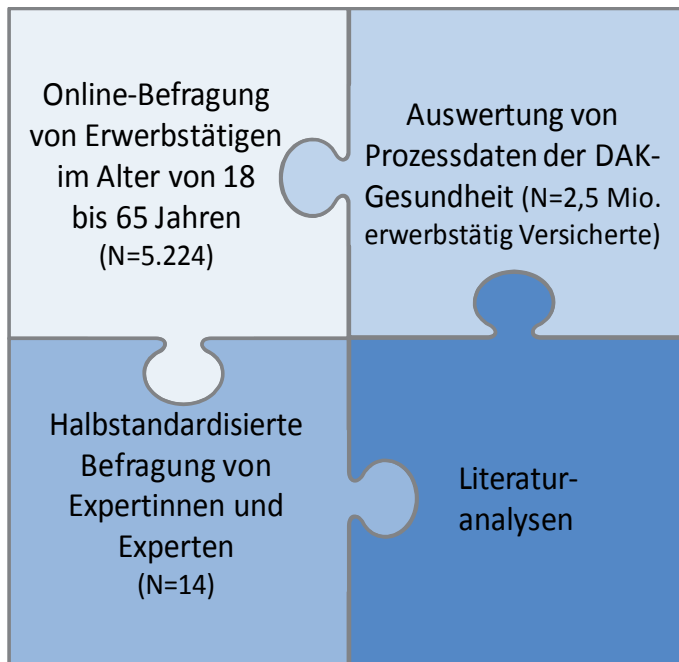 Online-Befragung
von Erwerbstätigen
im Alter von 18
bis 65 Jahren
(N=5.224)
Auswertung von
Prozessdaten der DAK-
Gesundheit (N=2,5 Mio.
erwerbstätig Versicherte)
Halbstandardisierte
Befragung von
Expertinnen und
Experten
(N=14)
Literatur-
analysen